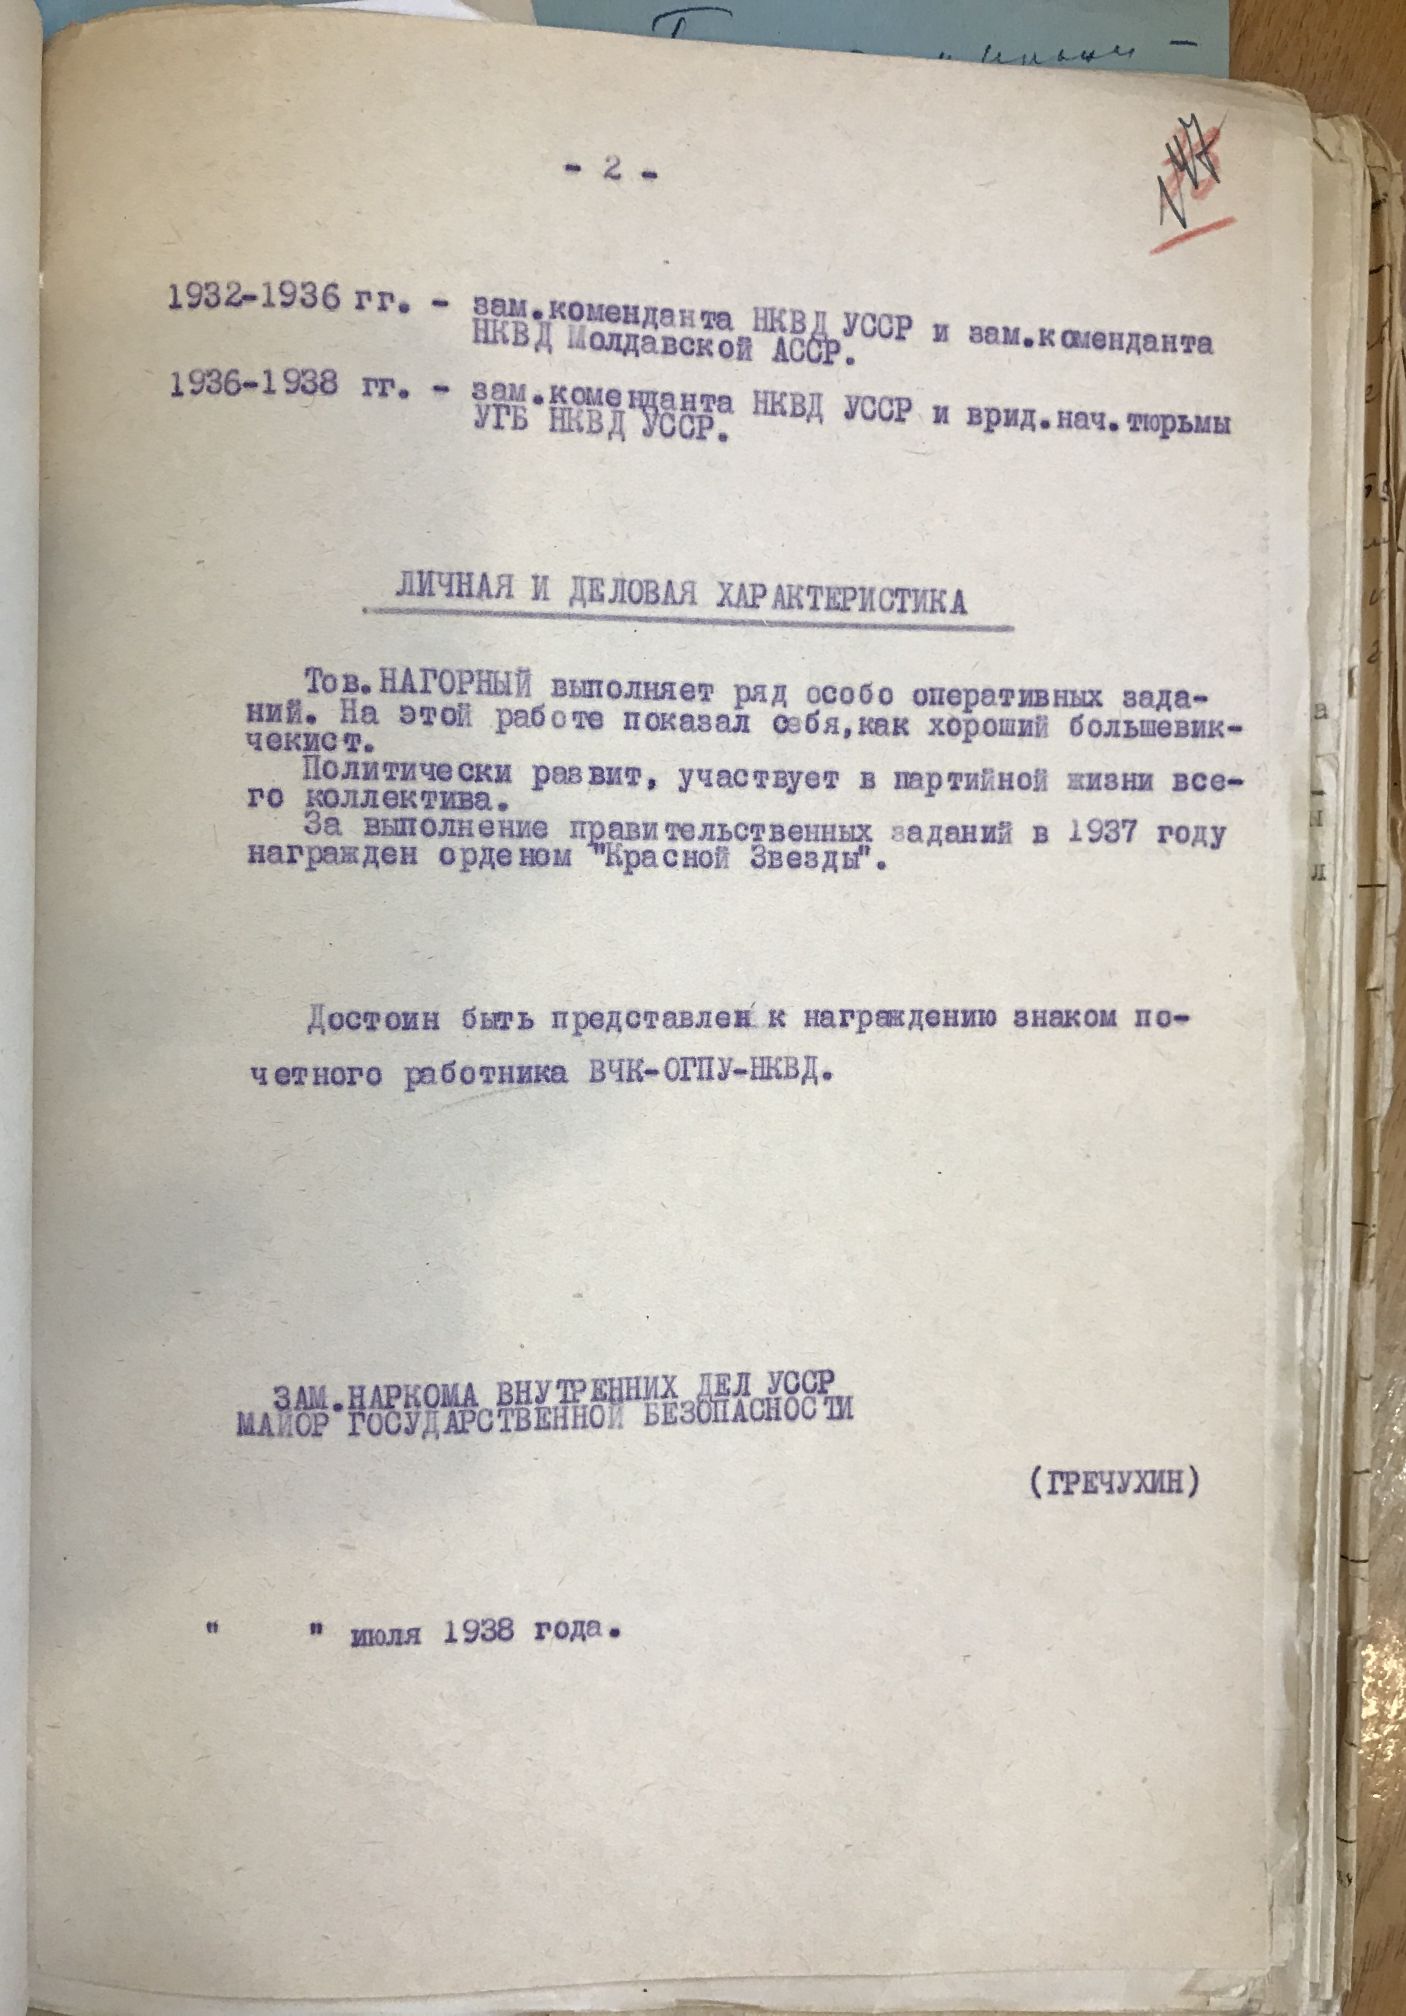 - 2 -
47
1932-1936 гг. - зам.коменданта НКВД УССР и зам.коменданта
НКВД Молдавской АССР.
1936-1938 гг. - зам.коменданта НКВД УССР и врид.нач.тюрьмы
УГБ НКВД УССР.
ЛИЧНАЯ И ДЕЛОВАЯ ХАРАКТЕРИСТИКА
Тов.НАГОРНЫЙ выполняет ряд особо оперативных зада-
ний. На этой работе показал себя,как хороший большевик-
чекист.
Политически развит, участвует в партийной жизни все-
го коллектива.
За выполнение правительственных заданий в 1937 году
награжден орденом "Красной Звезды".
Достоин быть представлен к награждению знаком по-
четного работника ВЧК-ОГПУ-НКВД.
ЗАМ.НАРКОМА ВНУТРЕННИХ ДЕЛ УССР
МАЙОР ГОСУДАРСТВЕННОЙ БЕЗОПАСНОСТИ
(ГРЕЧУХИН)
"    " июля 1938 года.